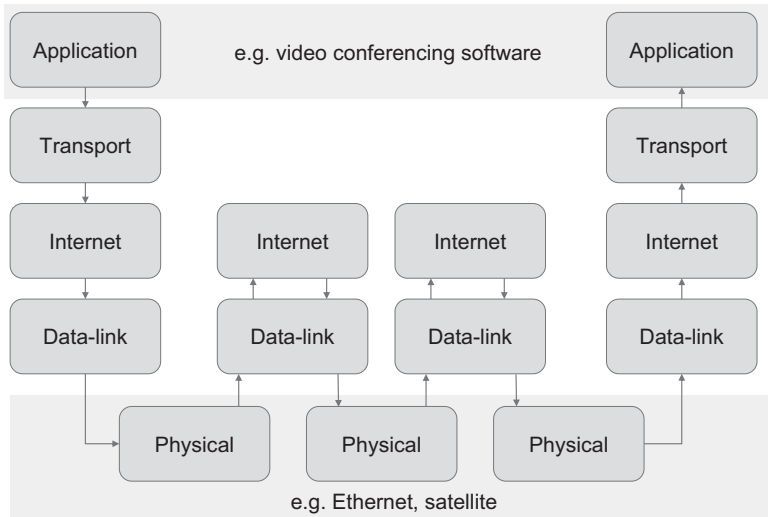 Application
e.g. video conferencing software
Application
Transport
Transport
Internet
Internet
Internet
Internet
Data-link
Data-link
Data-link
Data-link
Physical
Physical
Physical
e.g. Ethernet, satellite